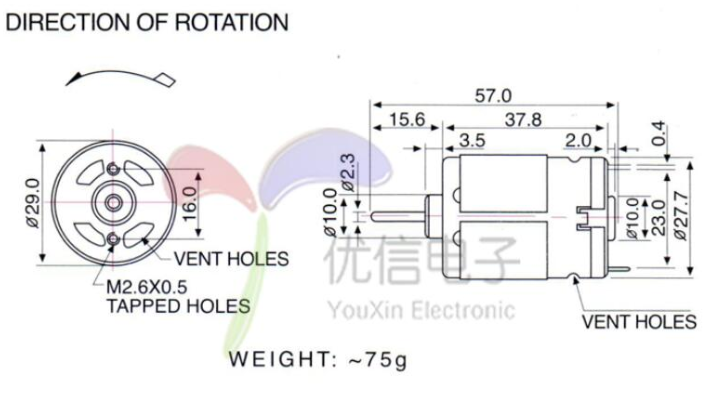 DIRECTION OF ROTATION
57.0
15.6
37.8
3.5
2.0
0.4
ø2.3
ø10.0
ø29.0
16.0
ø10.0
23.0
ø27.7
VENT HOLES
M2.6X0.5
TAPPED HOLES
优信电子
YouXin Electronic
VENT HOLES
WEIGHT: ~75g